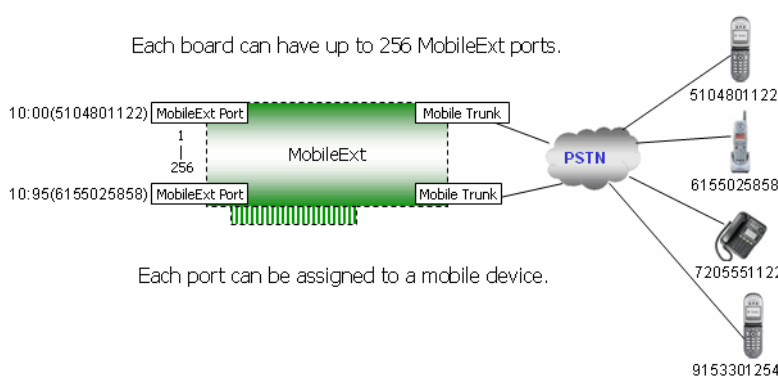 Each board can have up to 256 MobileExt ports.
5104801122
10:00(5104801122) MobileExt Port Mobile Trunk
1
|
256
MobileExt
PSTN
6155025858
10:95(6155025858) MobileExt Port Mobile Trunk
Each port can be assigned to a mobile device.
7205551122
9153301254